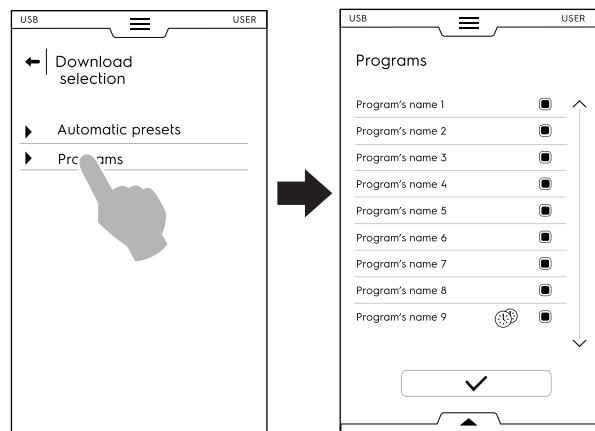 USB USER
Download
selection
Automatic presets
Programs
USB USER
Programs
Program's name 1
Program's name 2
Program's name 3
Program's name 4
Program's name 5
Program's name 6
Program's name 7
Program's name 8
Program's name 9